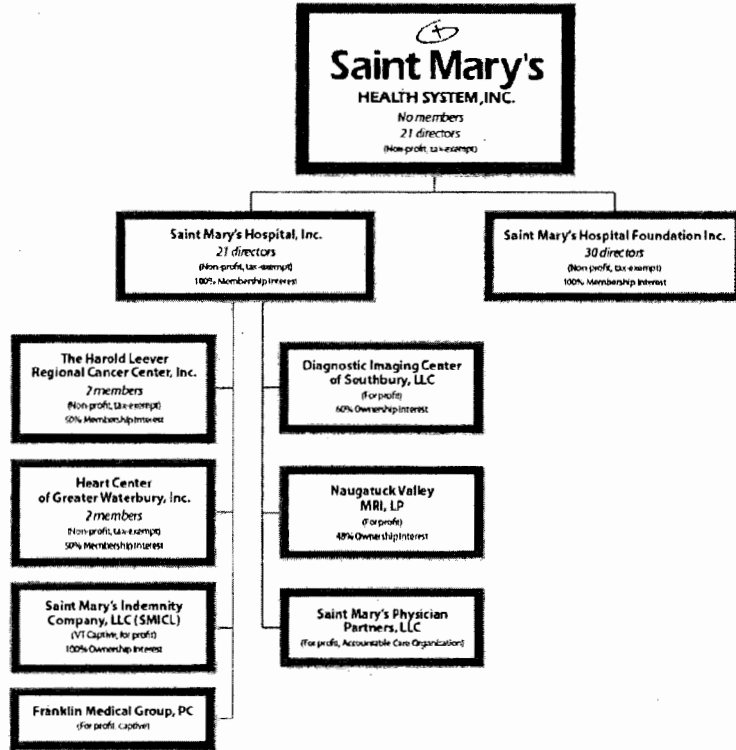 Saint Mary's
HEALTH SYSTEM, INC.
No members
21 directors
(Non-profit, tax-exempt)
Saint Mary's Hospital, Inc.
21 directors
(Non-profit, tax-exempt)
100% Membership Interest
Saint Mary's Hospital Foundation Inc.
30 directors
(Non-profit, tax-exempt)
100% Membership Interest
The Harold Leever
Regional Cancer Center, Inc.
2 members
(Non-profit, tax-exempt)
50% Membership Interest
Heart Center
of Greater Waterbury, Inc.
2 members
(Non-profit, tax-exempt)
50% Membership Interest
Saint Mary's Indemnity
Company, LLC (SMICL)
(VT Captive, for profit)
100% Ownership Interest
Franklin Medical Group, PC
(For profit, captive)
Diagnostic Imaging Center
of Southbury, LLC
(For profit)
60% Ownership Interest
Naugatuck Valley
MRI, LP
(For profit)
48% Ownership Interest
Saint Mary's Physician
Partners, LLC
(For profit, Accountable Care Organization)